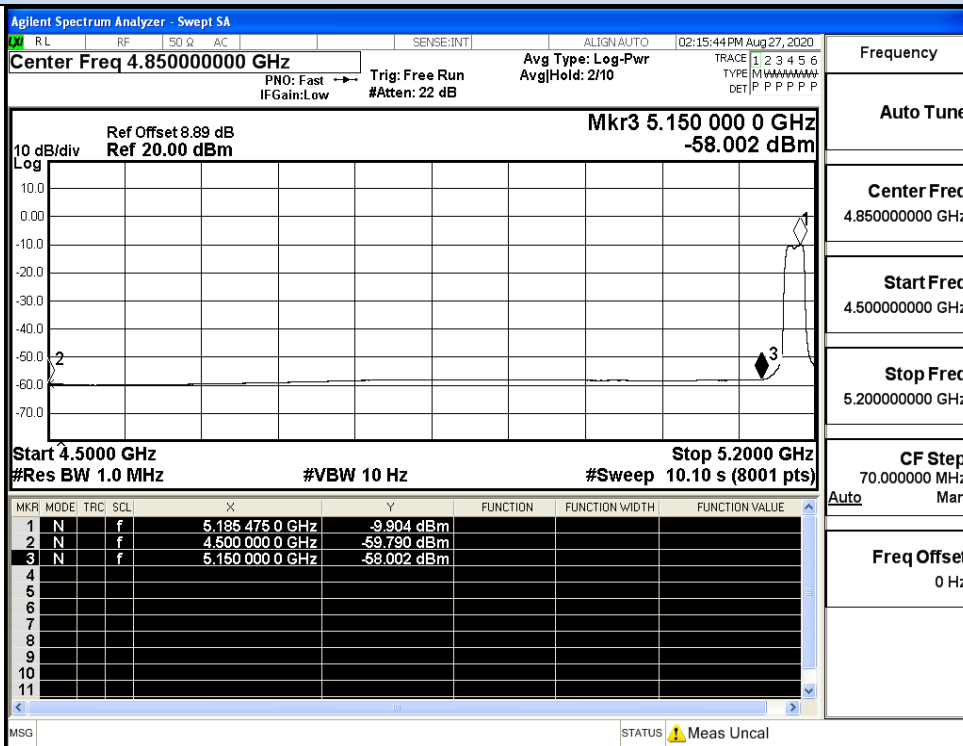 Agilent Spectrum Analyzer - Swept SA
LXI RL RF 50 Ω AC SENSE:INT ALIGN AUTO 02:15:44 PM Aug 27, 2020
Center Freq 4.850000000 GHz
PNO: Fast
IFGain:Low
Trig: Free Run
#Atten: 22 dB
Avg Type: Log-Pwr
Avg|Hold: 2/10
TRACE 1 2 3 4 5 6
TYPE M WWWWW
DET P P P P P P
Ref Offset 8.89 dB
10 dB/div Ref 20.00 dBm
Log
Mkr3 5.150 000 0 GHz
-58.002 dBm
10.0
0.00
-10.0
-20.0
-30.0
-40.0
-50.0
-60.0
-70.0
1
2
3
Start 4.5000 GHz Stop 5.2000 GHz
#Res BW 1.0 MHz #VBW 10 Hz #Sweep 10.10 s (8001 pts)
MKR MODE TRC SCL X Y FUNCTION FUNCTION WIDTH FUNCTION VALUE
1 N f 5.185 475 0 GHz -9.904 dBm
2 N f 4.500 000 0 GHz -59.790 dBm
3 N f 5.150 000 0 GHz -58.002 dBm
4
5
6
7
8
9
10
11
MSG STATUS Meas Uncal
Frequency
Auto Tune
Center Freq
4.850000000 GHz
Start Freq
4.500000000 GHz
Stop Freq
5.200000000 GHz
CF Step
70.000000 MHz
Auto Man
Freq Offset
0 Hz